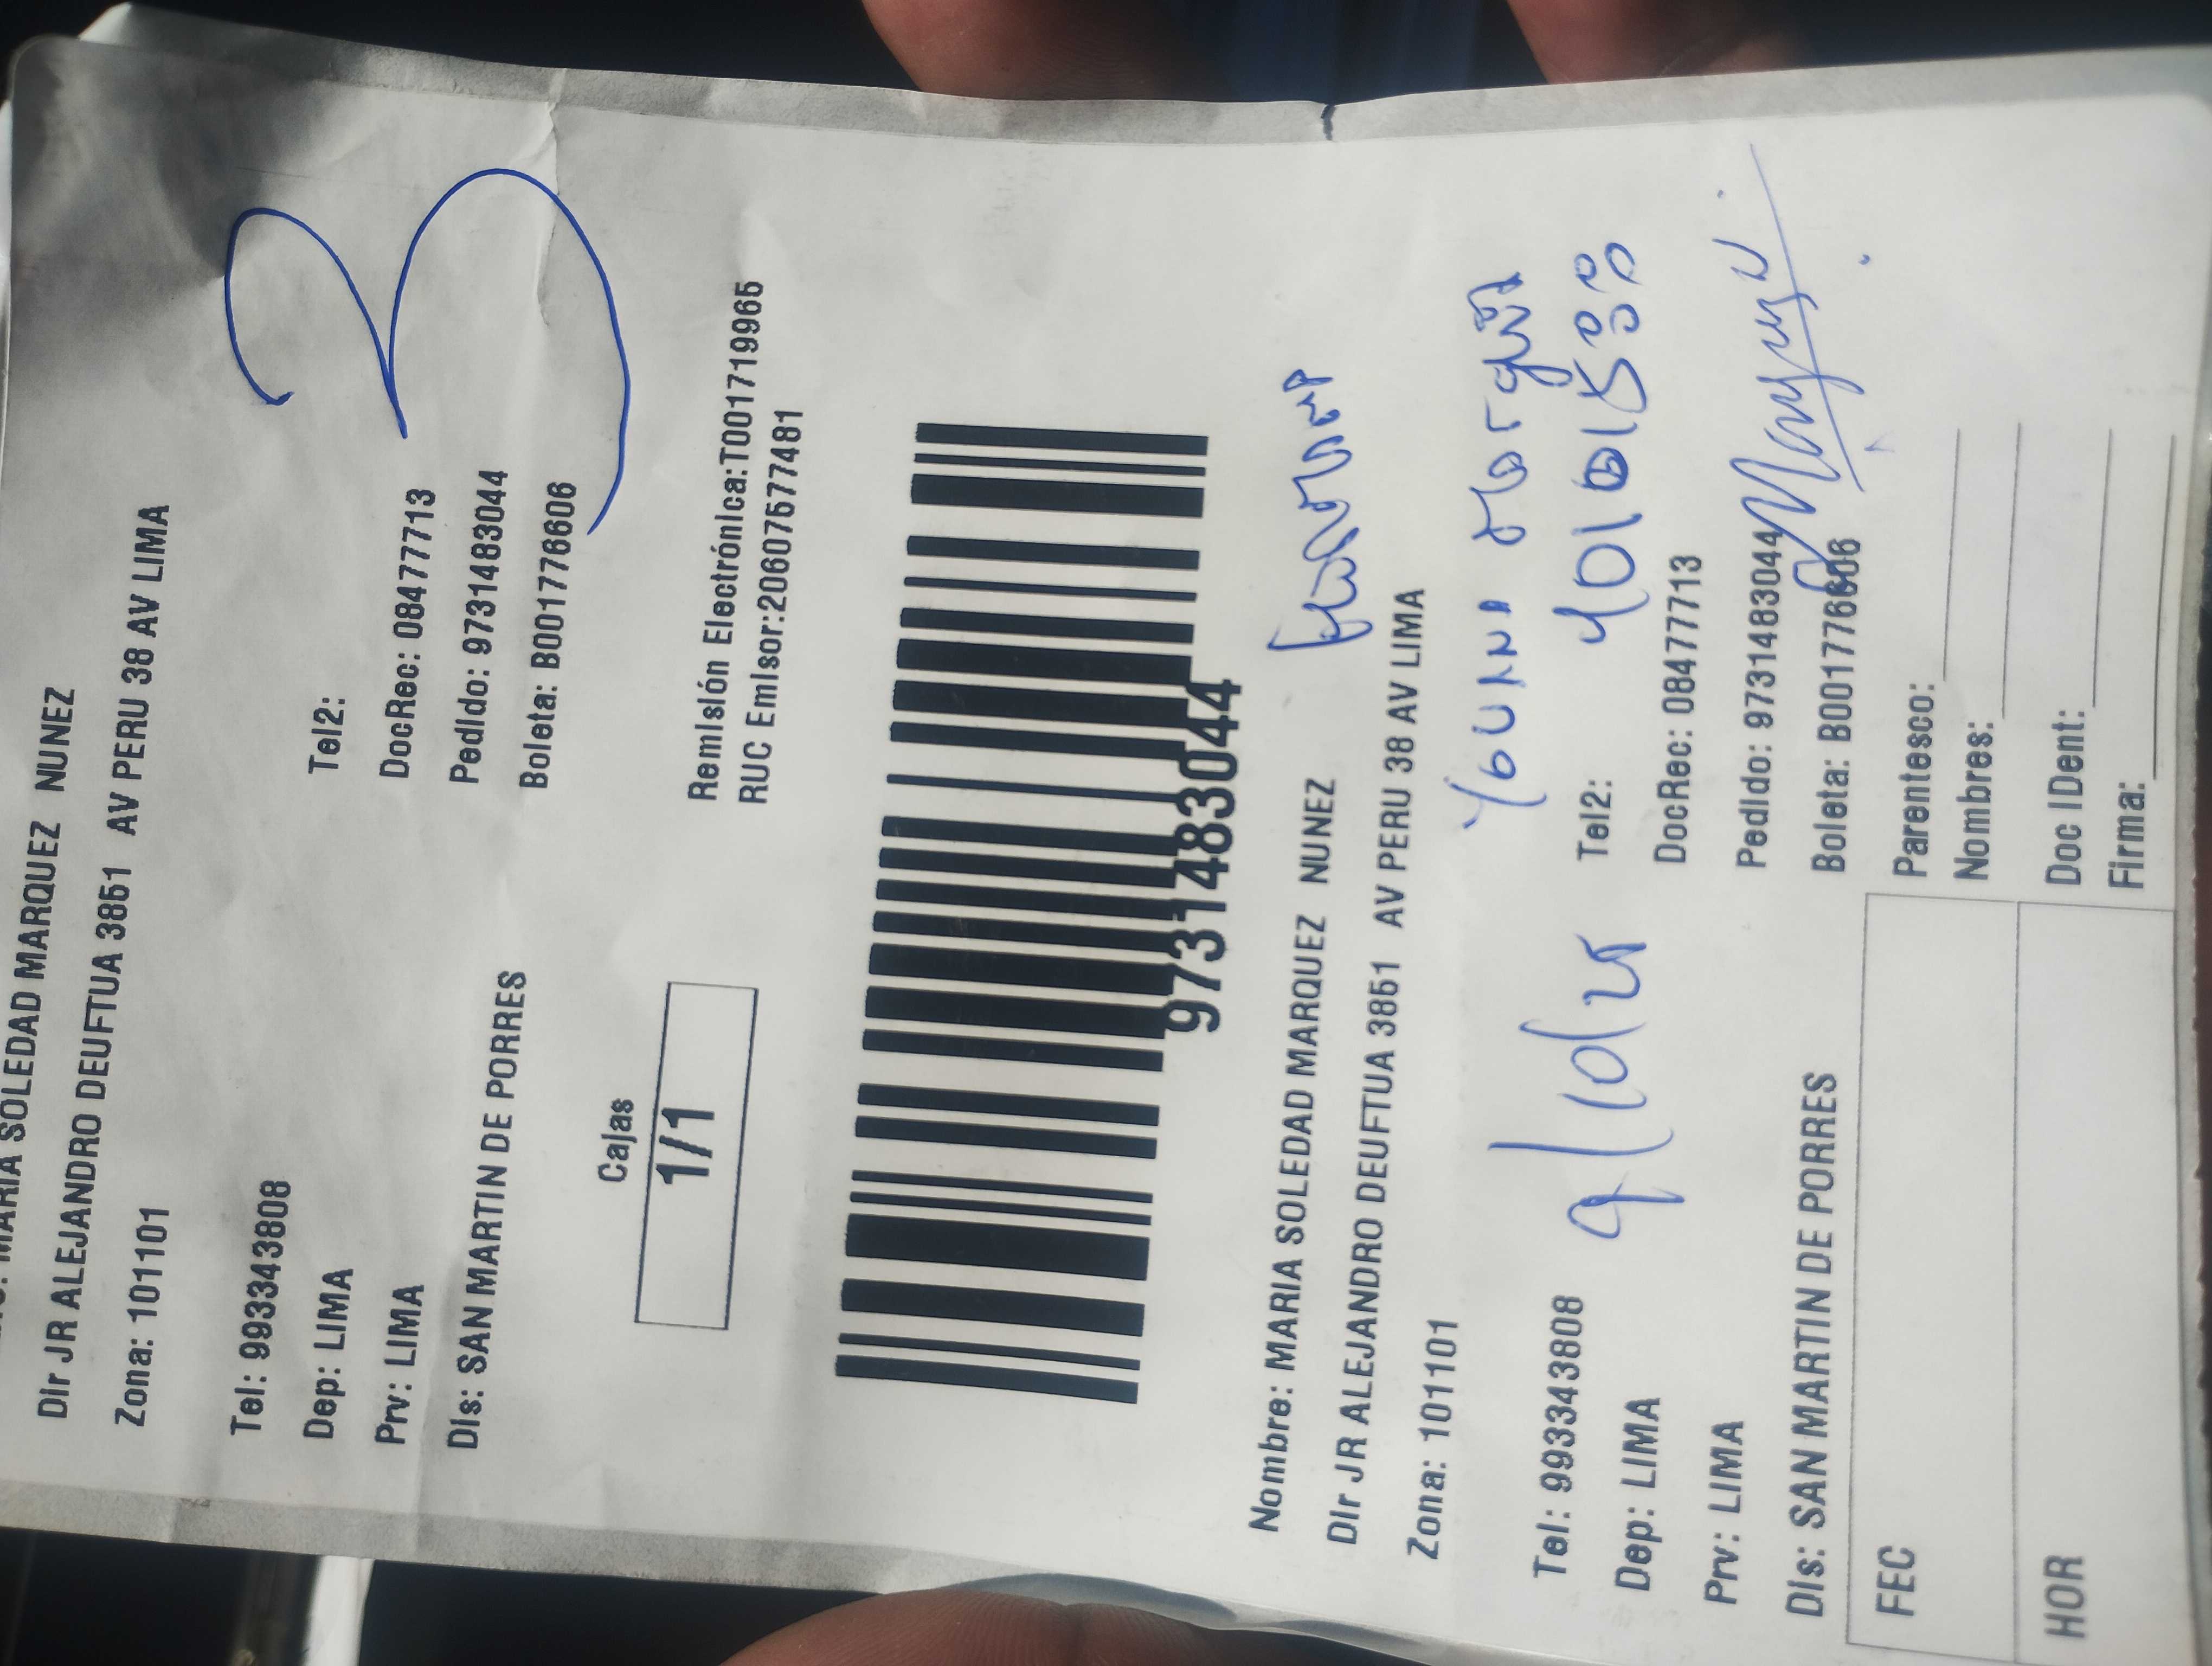 MARIA SOLEDAD MARQUEZ NUNEZ
Dir JR ALEJANDRO DEUFTUA 3851 AV PERU 38 AV LIMA
Zona: 101101
Tel: 993343808
Tel2:
Dep: LIMA
DocRec: 08477713
Prv: LIMA
Pedido: 9731483044
Dis: SAN MARTIN DE PORRES
Boleta: B001776606
3
Cajas
1/1
Remisión Electrónica:T001719965
RUC Emisor:20607577481
9731483044
Nombre: MARIA SOLEDAD MARQUEZ NUNEZ
Dir JR ALEJANDRO DEUFTUA 3851 AV PERU 38 AV LIMA
Zona: 101101
Tel: 993343808
9/10/25
Tel2:
Dep: LIMA
DocRec: 08477713
Prv: LIMA
Pedido: 9731483044
Dis: SAN MARTIN DE PORRES
Boleta: B001776606
FEC
Parentesco:
Nombres:
HOR
Doc IDent:
Firma: